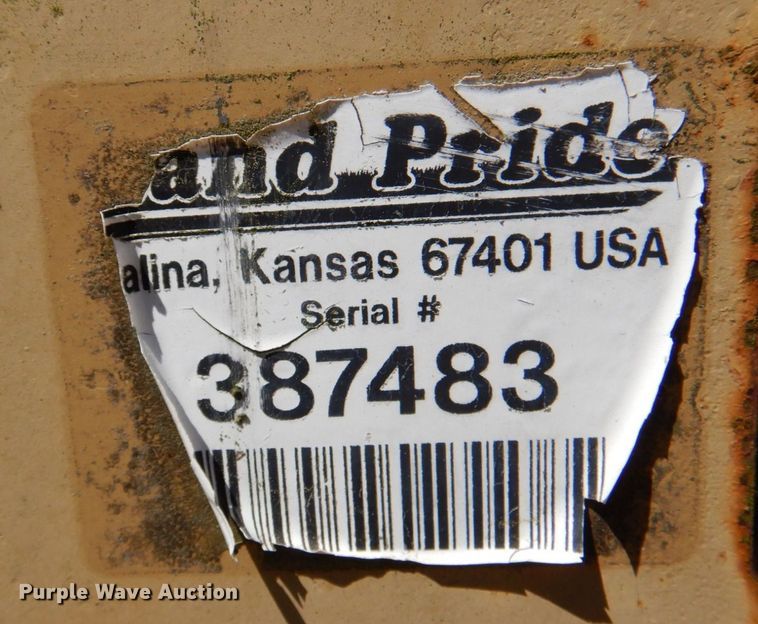 and Pride
alina, Kansas 67401 USA
Serial #
387483
Purple Wave Auction